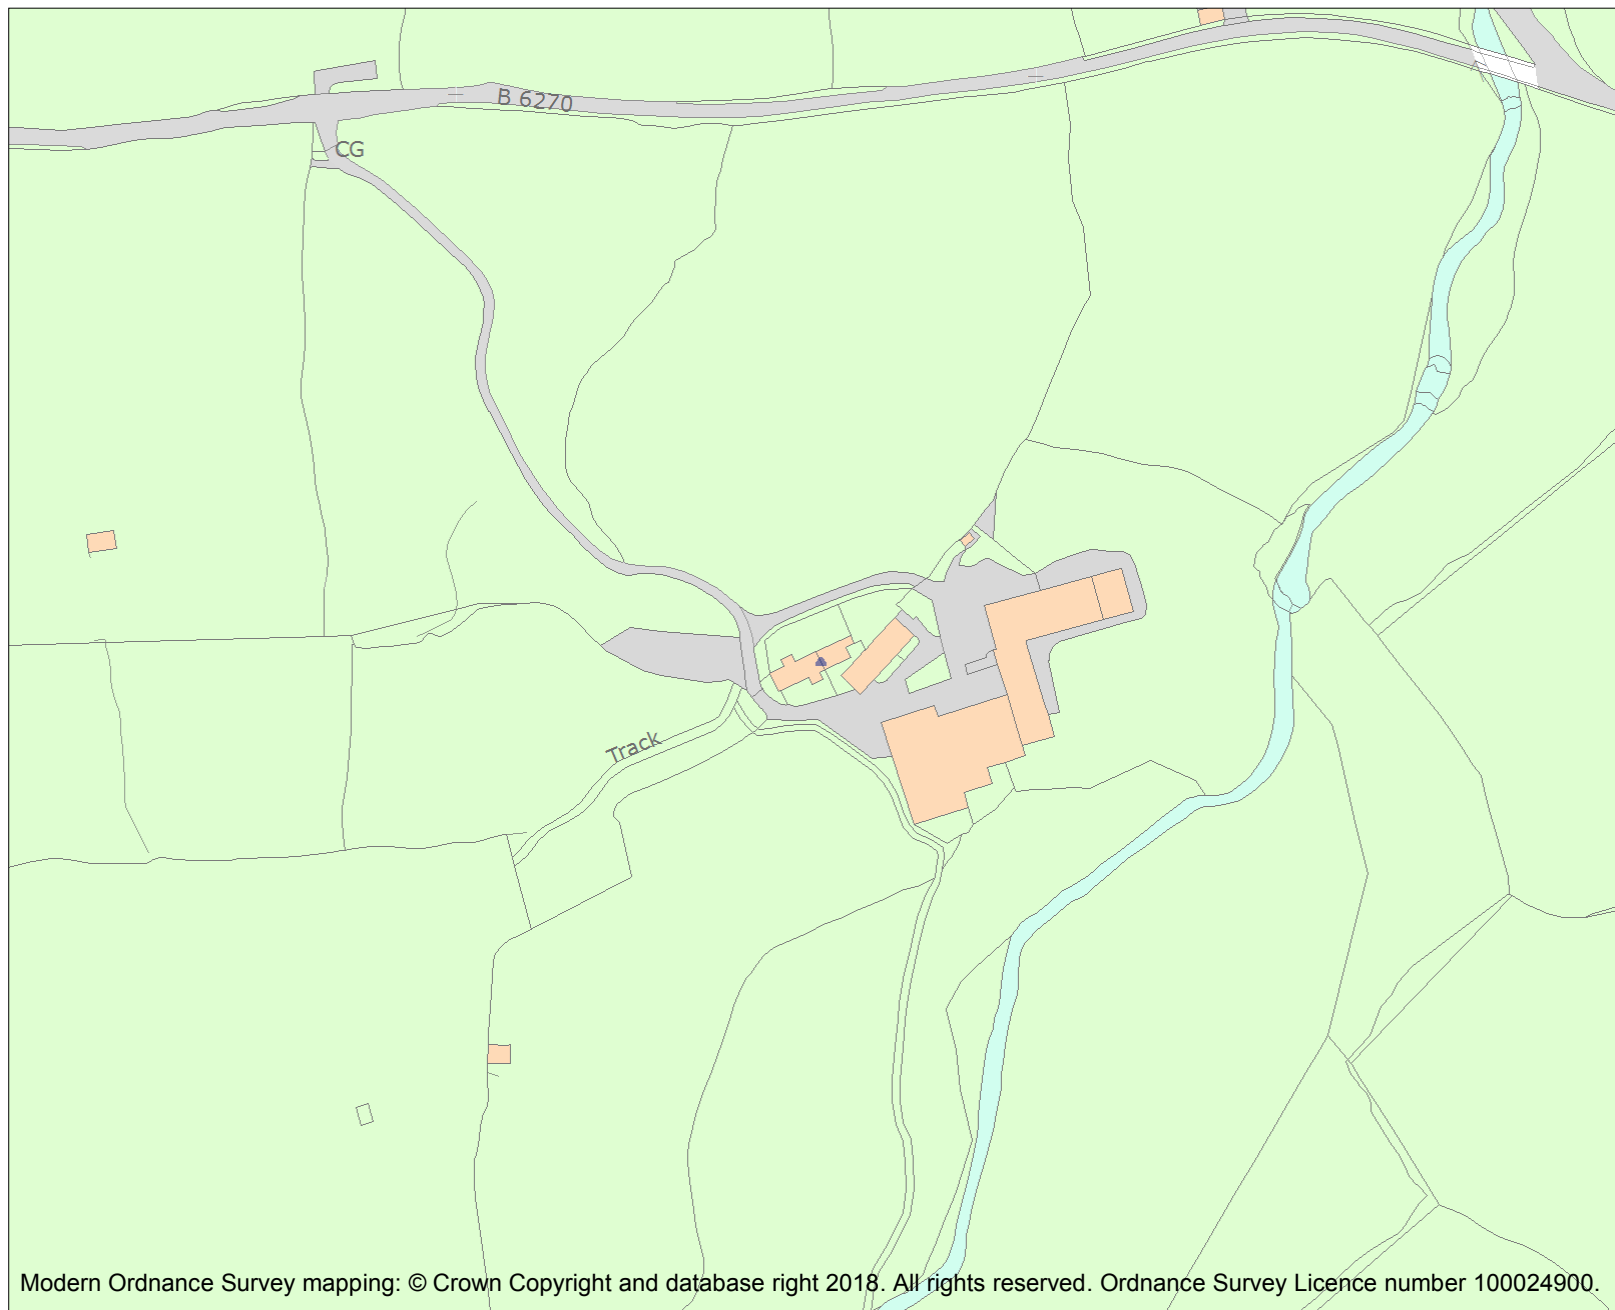 B 6270
CG
Track
Modern Ordnance Survey mapping: © Crown Copyright and database right 2018. All rights reserved. Ordnance Survey Licence number 100024900.